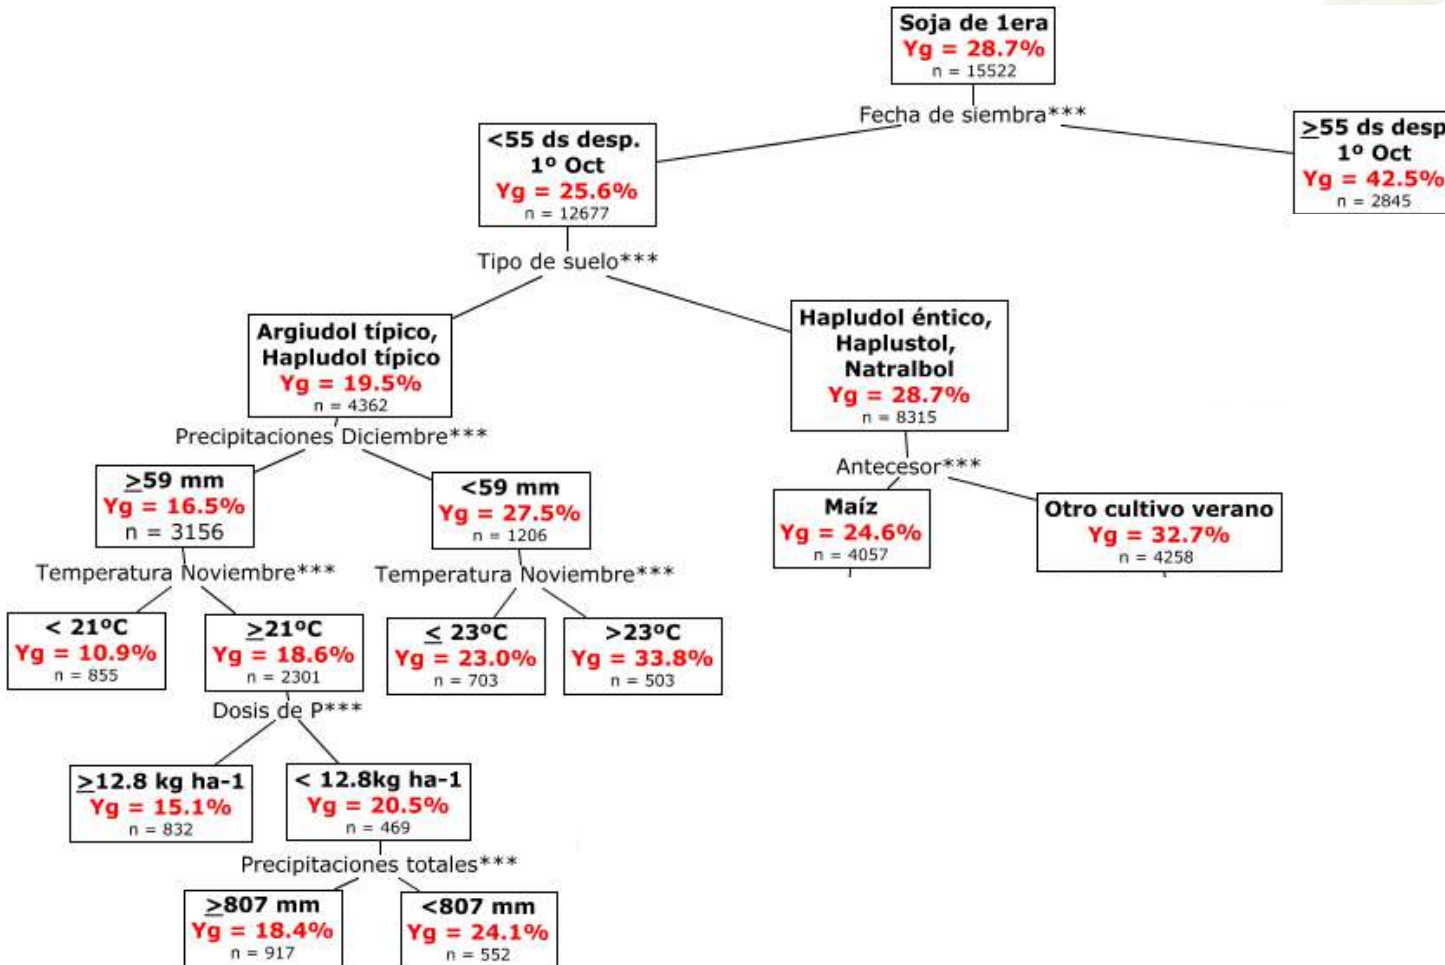 Soja de 1era
Yg = 28.7%
n = 15522
Fecha de siembra***
<55 ds desp.
1º Oct
Yg = 25.6%
n = 12677
≥55 ds desp
1º Oct
Yg = 42.5%
n = 2845
Tipo de suelo***
Argiudol típico,
Hapludol típico
Yg = 19.5%
n = 4362
Hapludol éntico,
Haplustol,
Natralbol
Yg = 28.7%
n = 8315
Precipitaciones Diciembre***
≥59 mm
Yg = 16.5%
n = 3156
<59 mm
Yg = 27.5%
n = 1206
Antecesor***
Maíz
Yg = 24.6%
n = 4057
Otro cultivo verano
Yg = 32.7%
n = 4258
Temperatura Noviembre***
Temperatura Noviembre***
< 21ºC
Yg = 10.9%
n = 855
≥21ºC
Yg = 18.6%
n = 2301
≤ 23ºC
Yg = 23.0%
n = 703
>23ºC
Yg = 33.8%
n = 503
Dosis de P***
≥12.8 kg ha-1
Yg = 15.1%
n = 832
< 12.8kg ha-1
Yg = 20.5%
n = 469
Precipitaciones totales***
≥807 mm
Yg = 18.4%
n = 917
<807 mm
Yg = 24.1%
n = 552